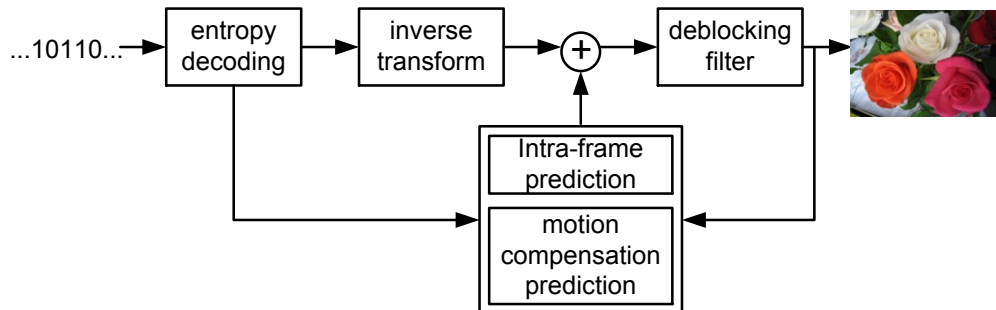 ...10110...
entropy
decoding
inverse
transform
+
deblocking
filter
Intra-frame
prediction
motion
compensation
prediction